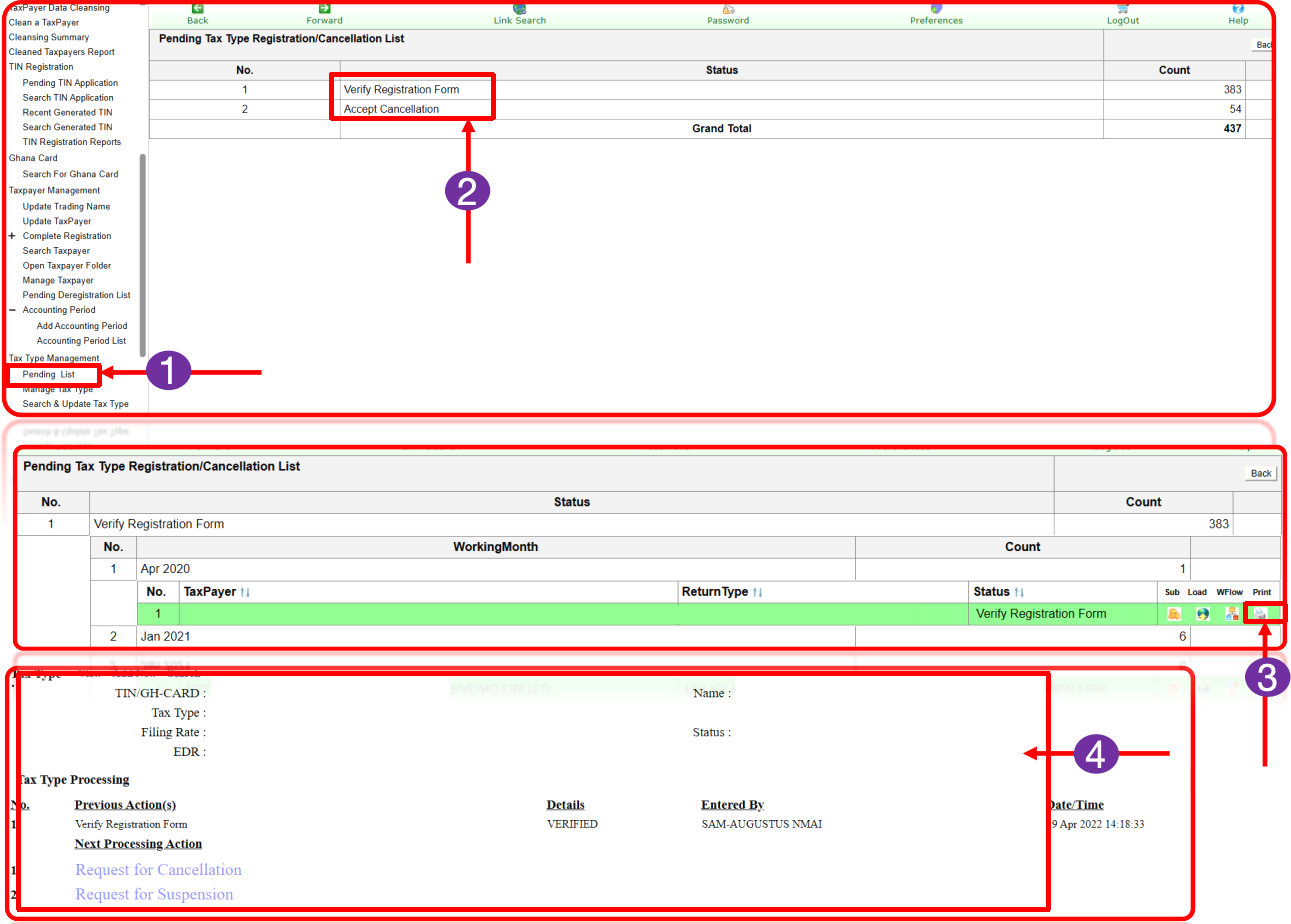 TaxPayer Data Cleansing
Clean a TaxPayer
Cleansing Summary
Cleaned Taxpayers Report
TIN Registration
Pending TIN Application
Search TIN Application
Recent Generated TIN
Search Generated TIN
TIN Registration Reports
Ghana Card
Search For Ghana Card
Taxpayer Management
Update Trading Name
Update TaxPayer
+ Complete Registration
Search Taxpayer
Open Taxpayer Folder
Manage Taxpayer
Pending Deregistration List
− Accounting Period
Add Accounting Period
Accounting Period List
Tax Type Management
Pending List
Manage Tax Type
Search & Update Tax Type
1
Back Forward Link Search Password Preferences LogOut Help
Pending Tax Type Registration/Cancellation List
Back
No. Status Count
1 Verify Registration Form 383
2 Accept Cancellation 54
Grand Total 437
2
Pending Tax Type Registration/Cancellation List
Back
No. Status Count
1 Verify Registration Form 383
No. WorkingMonth Count
1 Apr 2020 1
No. TaxPayer ReturnType Status Sub Load WFlow Print
1 Verify Registration Form
2 Jan 2021 6
3
Tax Type
TIN/GH-CARD : Name :
Tax Type :
Filing Rate : Status :
EDR :
4
Tax Type Processing
No. Previous Action(s) Details Entered By Date/Time
1 Verify Registration Form VERIFIED SAM-AUGUSTUS NMAI 9 Apr 2022 14:18:33
Next Processing Action
1 Request for Cancellation
2 Request for Suspension